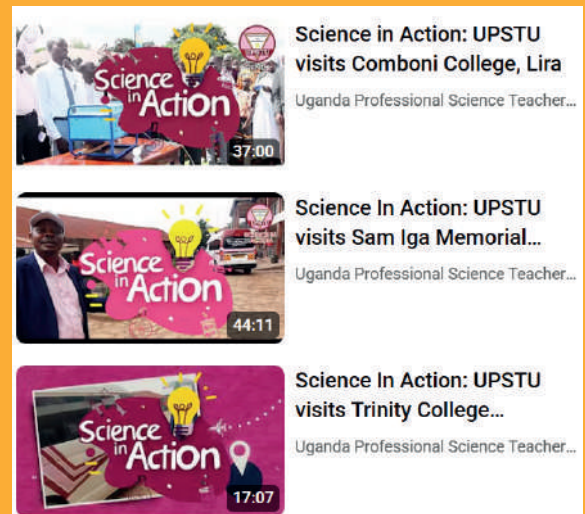 Science in Action: UPSTU
visits Comboni College, Lira
Uganda Professional Science Teacher...
Science
in Action
37:00
Science In Action: UPSTU
visits Sam Iga Memorial...
Uganda Professional Science Teacher...
Science
in Action
44:11
Science In Action: UPSTU
visits Trinity College...
Uganda Professional Science Teacher...
Science
in Action
17:07